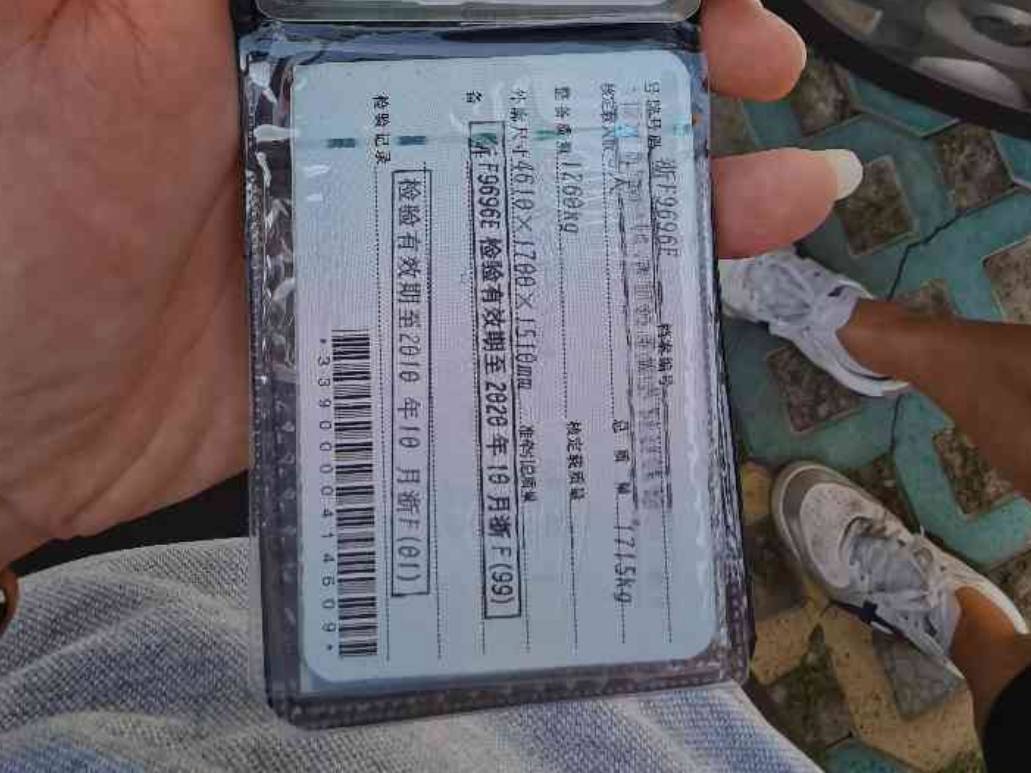 号牌号码 浙F9696E 档案编号
核定载人数 人 总质量 1715kg
整备质量 1260kg 核定载质量
外廓尺寸 4610×1700×1510mm 准牵引总质量
备 浙F9696E 检验有效期至2020年10月浙F(99)
检验有效期至2010年10月浙F(01)
检验记录
*339000414609*